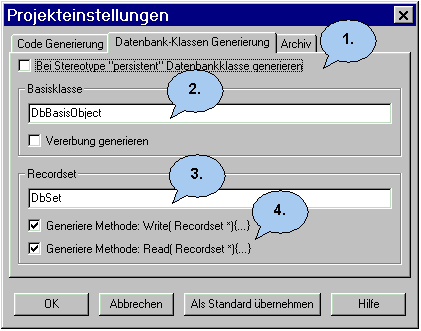 Projekteinstellungen
Code Generierung Datenbank-Klassen Generierung Archiv 1.
Bei Stereotype "persistent" Datenbankklasse generieren
Basisklasse 2.
DbBasisObject
Vererbung generieren
Recordset 3.
DbSet
4.
Generiere Methode: Write( Recordset *){...}
Generiere Methode: Read( Recordset *){...}
OK Abbrechen Als Standard übernehmen Hilfe